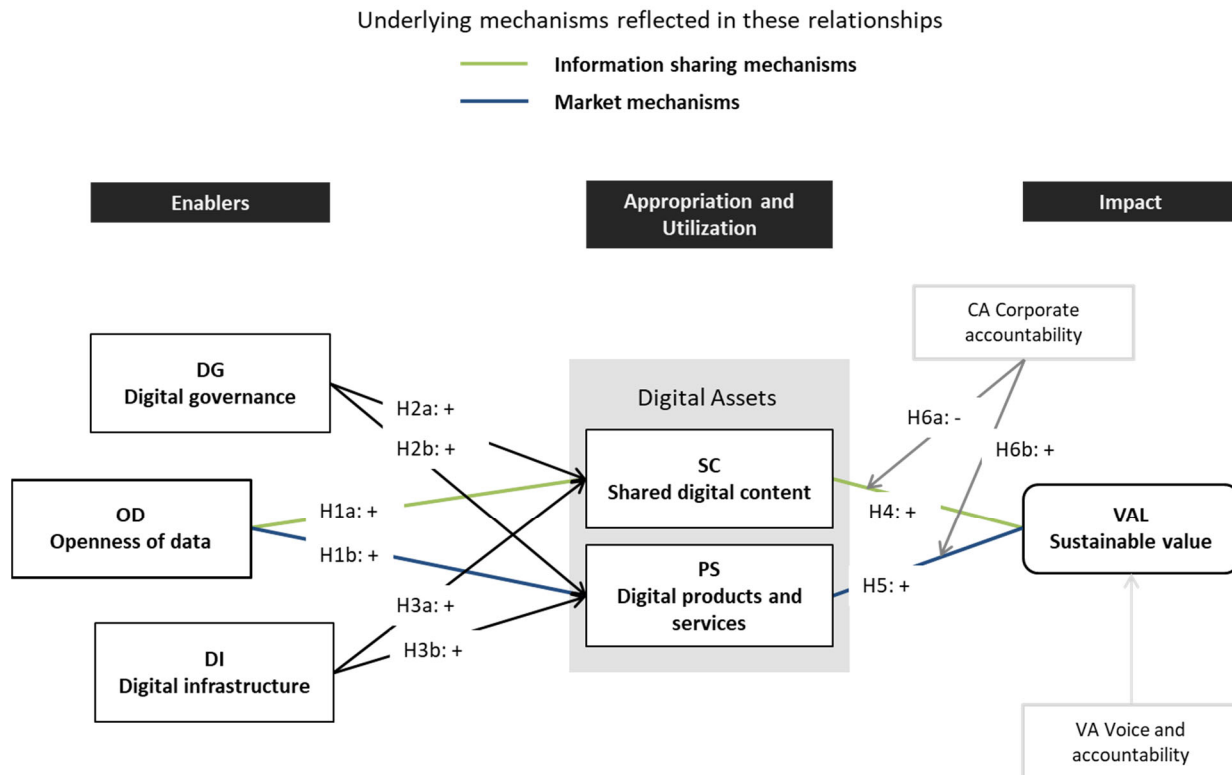 Underlying mechanisms reflected in these relationships
Information sharing mechanisms
Market mechanisms
Enablers
Appropriation and
Utilization
Impact
CA Corporate
accountability
DG
Digital governance
Digital Assets
H2a: +
H2b: +
H6a: -
H6b: +
SC
Shared digital content
OD
Openness of data
H1a: +
H1b: +
H4: +
VAL
Sustainable value
PS
Digital products and
services
H5: +
H3a: +
H3b: +
DI
Digital infrastructure
VA Voice and
accountability